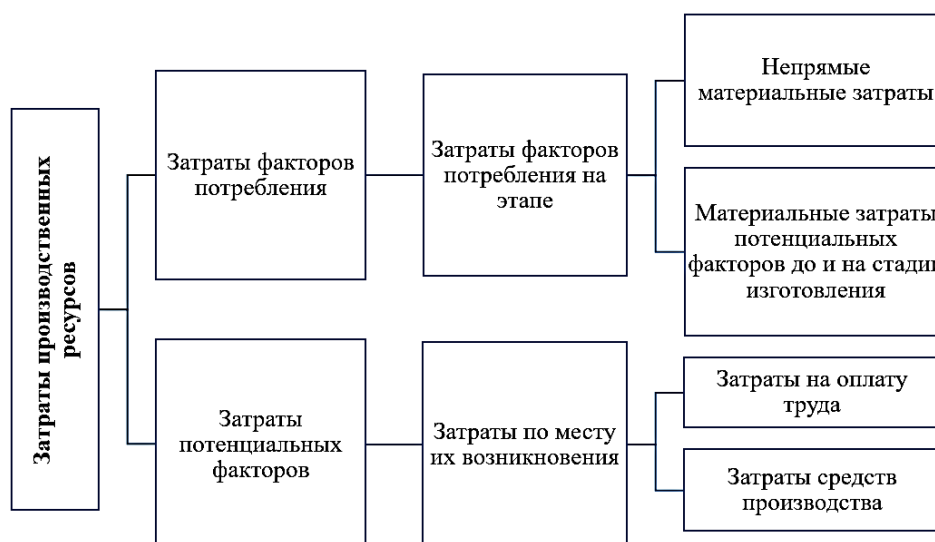 Затраты производственных
ресурсов
Затраты факторов
потребления
Затраты факторов
потребления на
этапе
Непрямые
материальные затраты
Материальные затраты
потенциальных
факторов до и на стадии
изготовления
Затраты
потенциальных
факторов
Затраты по месту
их возникновения
Затраты на оплату
труда
Затраты средств
производства